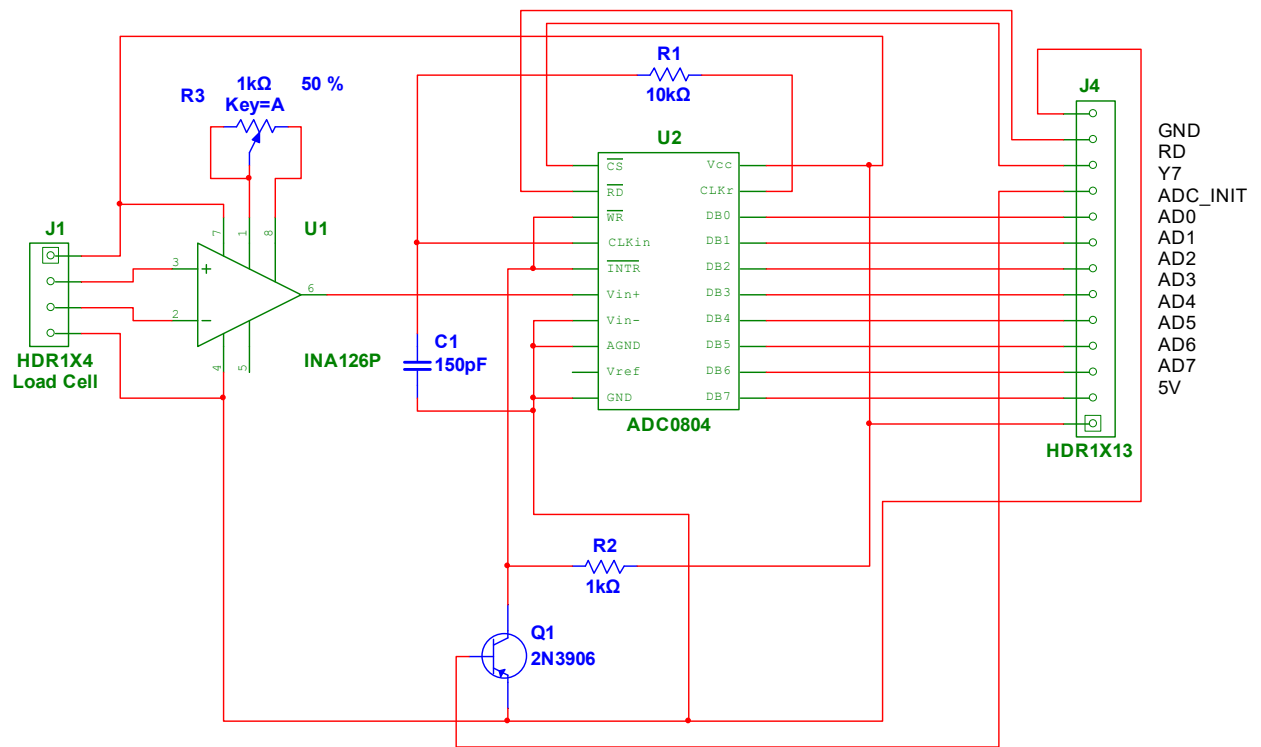 R1
10kΩ
R3
1kΩ 50 %
Key=A
J4
GND
RD
Y7
ADC_INIT
AD0
AD1
AD2
AD3
AD4
AD5
AD6
AD7
5V
HDR1X13
U2
CS
RD
WR
CLKin
INTR
Vin+
Vin-
AGND
Vref
GND
Vcc
CLKr
DB0
DB1
DB2
DB3
DB4
DB5
DB6
DB7
ADC0804
J1
HDR1X4
Load Cell
U1
7
1
8
3
+
2
−
6
4
5
INA126P
C1
150pF
R2
1kΩ
Q1
2N3906